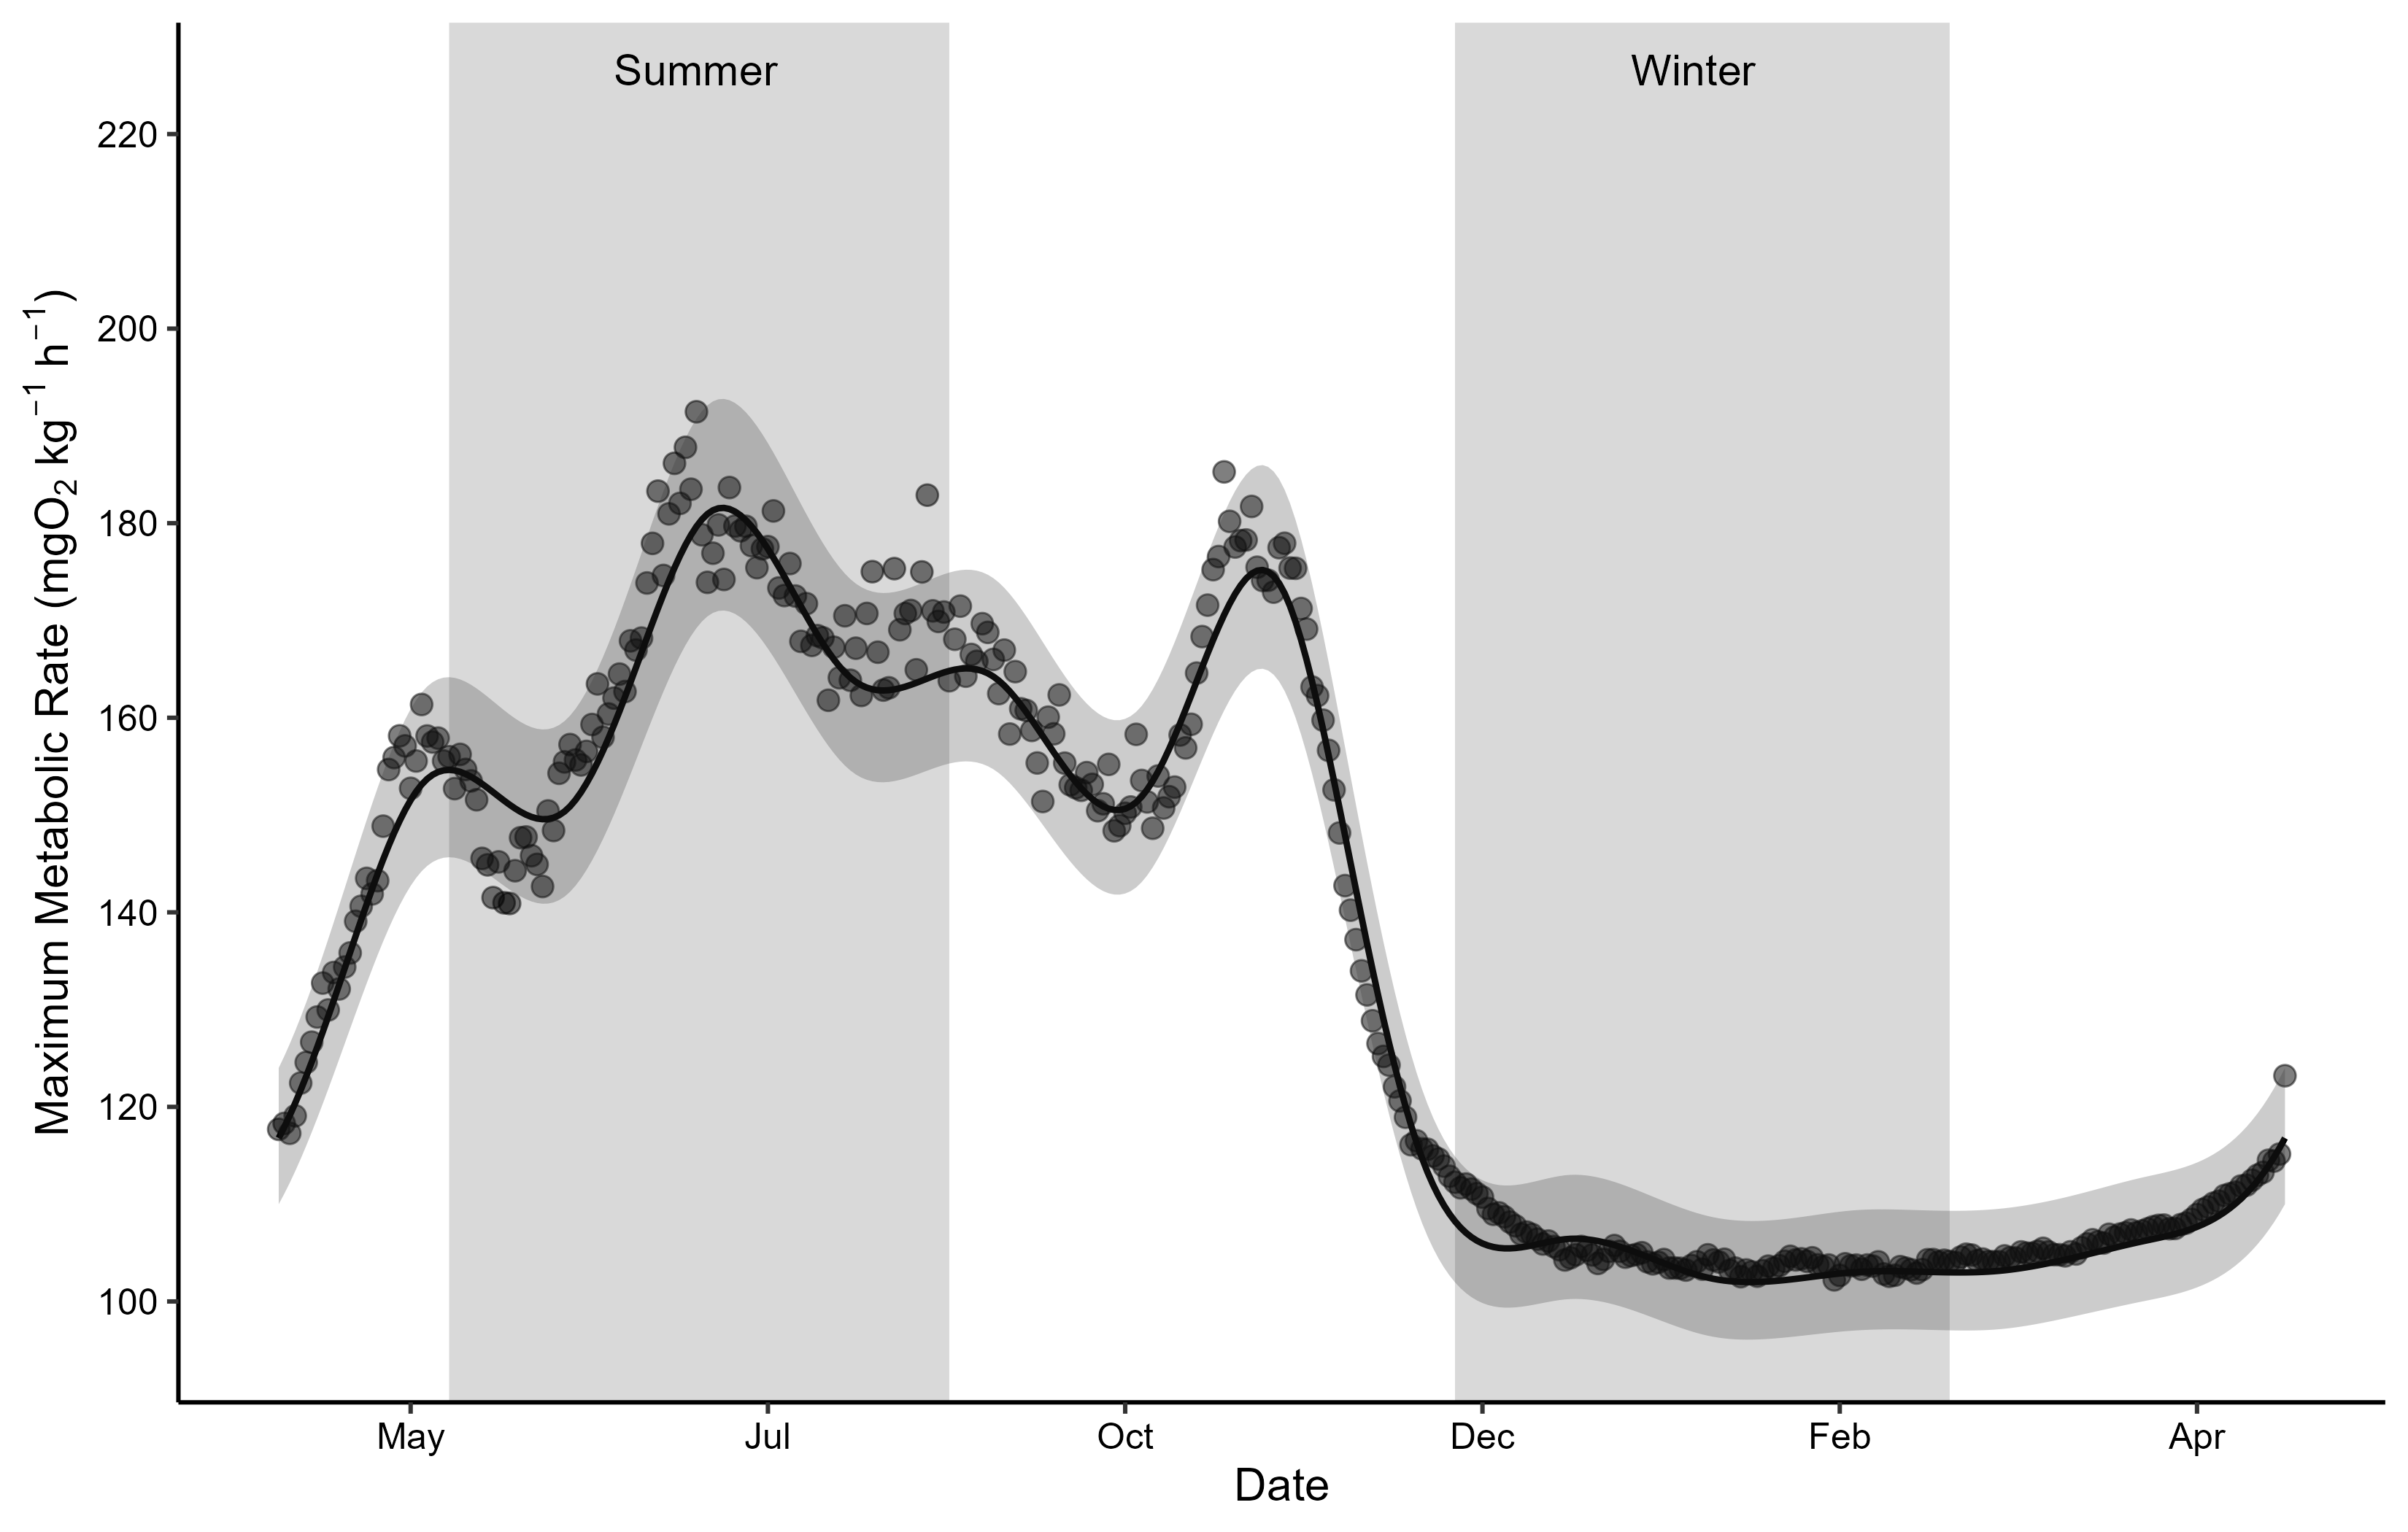 Summer
Winter
220
200
180
160
140
120
100
Maximum Metabolic Rate (mgO₂ kg⁻¹ h⁻¹)
May
Jul
Oct
Dec
Feb
Apr
Date